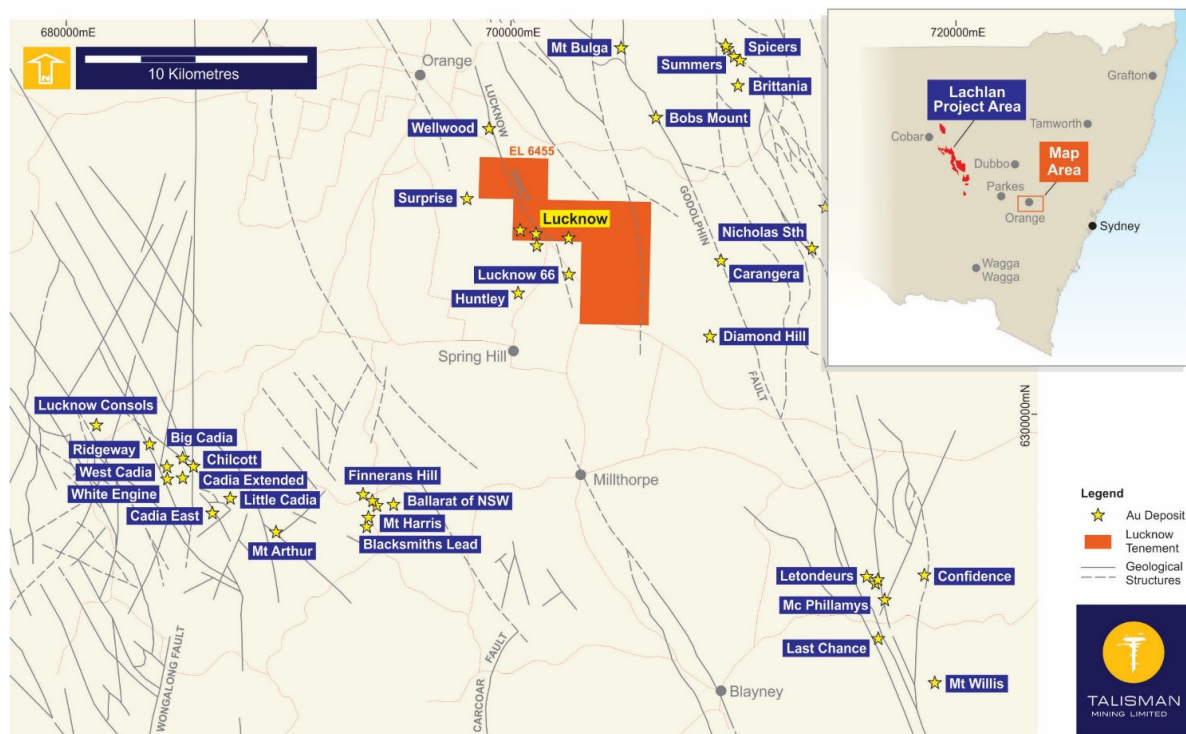 680000mE
700000mE
720000mE
N
10 Kilometres
Orange
Mt Bulga
Spicers
Summers
Brittania
Bobs Mount
Wellwood
LUCKNOW
EL 6455
Surprise
Lucknow
GODOLPHIN
Nicholas Sth
Carangera
Lucknow 66
Huntley
Diamond Hill
Spring Hill
FAULT
6300000mN
Lachlan
Project Area
Grafton
Cobar
Tamworth
Dubbo
Map
Area
Parkes
Orange
Sydney
Wagga
Wagga
Lucknow Consols
Ridgeway
Big Cadia
Chilcott
West Cadia
Cadia Extended
White Engine
Little Cadia
Cadia East
Mt Arthur
Finnerans Hill
Ballarat of NSW
Mt Harris
Blacksmiths Lead
Millthorpe
Letondeurs
Confidence
Mc Phillamys
Last Chance
Mt Willis
Blayney
WONGALONG FAULT
CARCOAR
FAULT
Legend
Au Deposit
Lucknow
Tenement
Geological
Structures
TALISMAN
MINING LIMITED